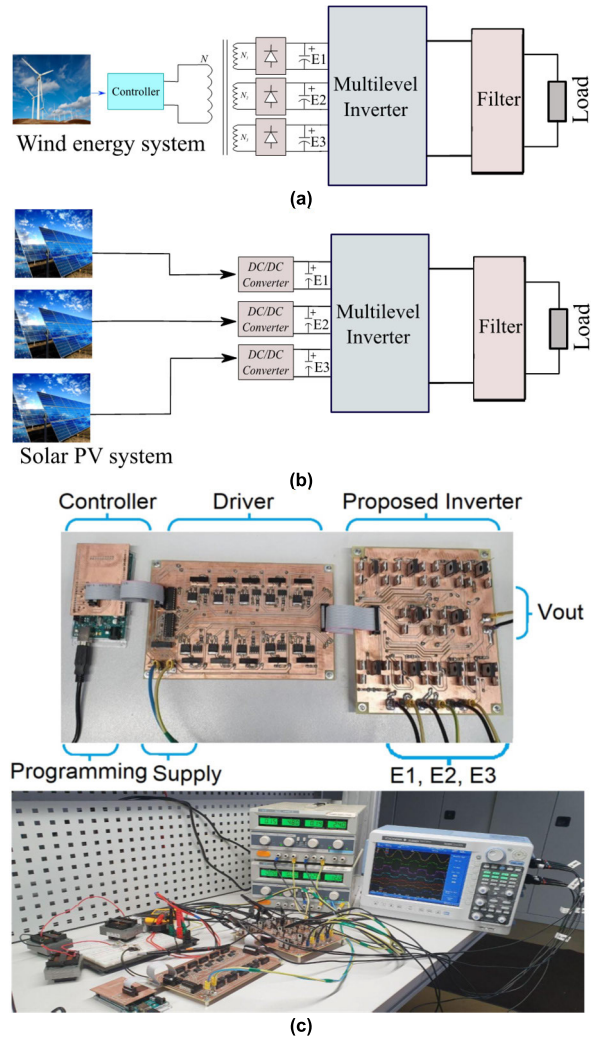 N
Controller
N₁
N₂
N₃
+
E1
+
E2
+
E3
Multilevel
Inverter
Filter
Load
Wind energy system
(a)
DC/DC
Converter
DC/DC
Converter
DC/DC
Converter
+
E1
+
E2
+
E3
Multilevel
Inverter
Filter
Load
Solar PV system
(b)
Controller
Driver
Proposed Inverter
Vout
Programming
Supply
E1, E2, E3
(c)